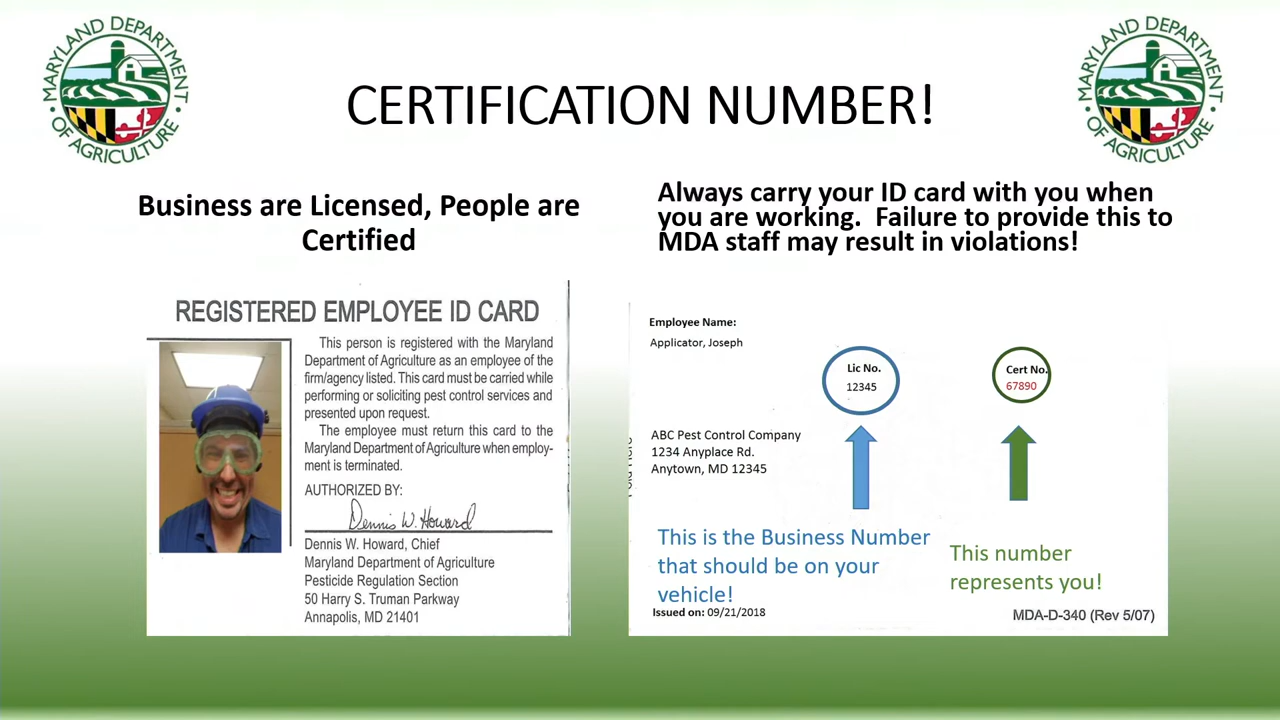 MARYLAND DEPARTMENT
OF AGRICULTURE
MARYLAND DEPARTMENT
OF AGRICULTURE
CERTIFICATION NUMBER!
Business are Licensed, People are
Certified
Always carry your ID card with you when
you are working. Failure to provide this to
MDA staff may result in violations!
REGISTERED EMPLOYEE ID CARD
This person is registered with the Maryland
Department of Agriculture as an employee of the
firm/agency listed. This card must be carried while
performing or soliciting pest control services and
presented upon request.
The employee must return this card to the
Maryland Department of Agriculture when employ-
ment is terminated.
AUTHORIZED BY:
Dennis W. Howard
Dennis W. Howard, Chief
Maryland Department of Agriculture
Pesticide Regulation Section
50 Harry S. Truman Parkway
Annapolis, MD 21401
Employee Name:
Applicator, Joseph
Lic No.
12345
Cert No.
67890
ABC Pest Control Company
1234 Anyplace Rd.
Anytown, MD 12345
This is the Business Number
that should be on your
vehicle!
This number
represents you!
Issued on: 09/21/2018
MDA-D-340 (Rev 5/07)